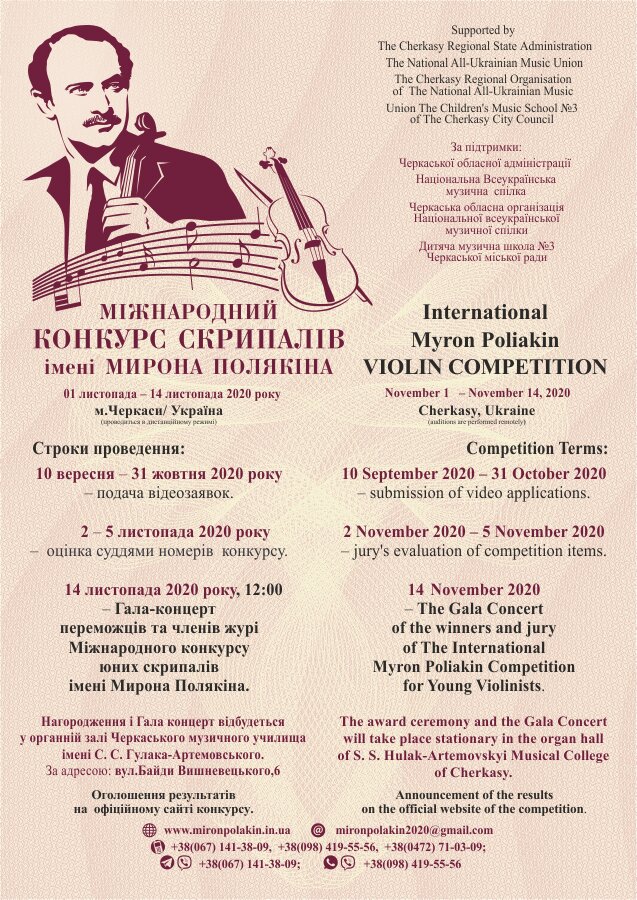 Supported by
The Cherkasy Regional State Administration
The National All-Ukrainian Music Union
The Cherkasy Regional Organisation
of The National All-Ukrainian Music
Union The Children's Music School №3
of The Cherkasy City Council
За підтримки:
Черкаської обласної адміністрації
Національна Всеукраїнська
музична спілка
Черкаська обласна організація
Національної всеукраїнської
музичної спілки
Дитяча музична школа №3
Черкаської міської ради
МІЖНАРОДНИЙ
КОНКУРС СКРИПАЛІВ
імені МИРОНА ПОЛЯКІНА
01 листопада – 14 листопада 2020 року
м.Черкаси/ Україна
(проводиться в дистанційному режимі)
Строки проведення:
10 вересня – 31 жовтня 2020 року
– подача відеозаявок.
2 – 5 листопада 2020 року
– оцінка суддями номерів конкурсу.
14 листопада 2020 року, 12:00
– Гала-концерт
переможців та членів журі
Міжнародного конкурсу
юних скрипалів
імені Мирона Полякіна.
Нагородження і Гала концерт відбудеться
у органній залі Черкаського музичного училища
імені С. С. Гулака-Артемовського.
За адресою: вул.Байди Вишневецького,6
Оголошення результатів
на офіційному сайті конкурсу.
International
Myron Poliakin
VIOLIN COMPETITION
November 1 – November 14, 2020
Cherkasy, Ukraine
(auditions are performed remotely)
Competition Terms:
10 September 2020 – 31 October 2020
– submission of video applications.
2 November 2020 – 5 November 2020
– jury's evaluation of competition items.
14 November 2020
– The Gala Concert
of the winners and jury
of The International
Myron Poliakin Competition
for Young Violinists.
The award ceremony and the Gala Concert
will take place stationary in the organ hall
of S. S. Hulak-Artemovskyi Musical College
of Cherkasy.
Announcement of the results
on the official website of the competition.
www.mironpolakin.in.ua @ mironpolakin2020@gmail.com
+38(067) 141-38-09, +38(098) 419-55-56, +38(0472) 71-03-09;
+38(067) 141-38-09; +38(098) 419-55-56